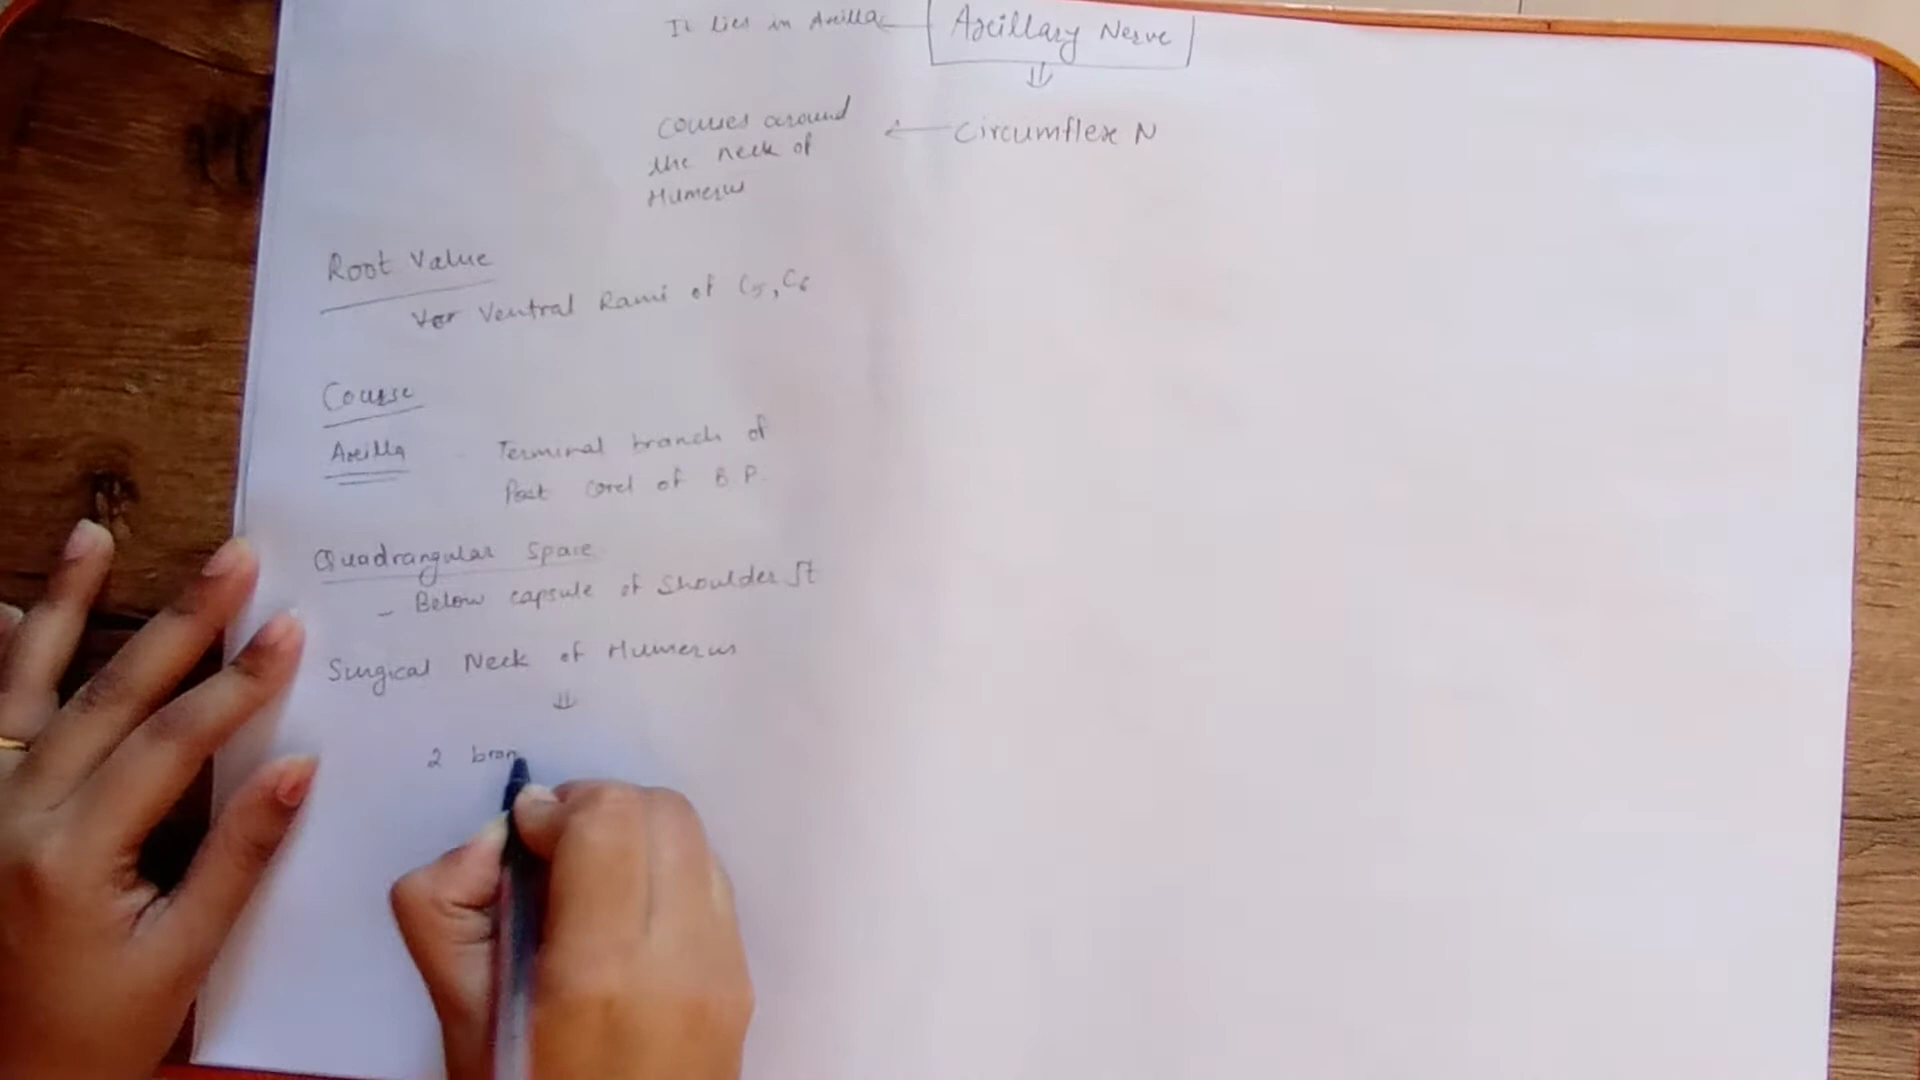 It lies in Axilla ← Axillary Nerve
⇓
Courses around ← Circumflex N
the neck of
Humerus
Root Value
Ventral Rami of C5, C6
Course
Axilla - Terminal branch of
Post cord of B.P.
Quadrangular Space
- Below capsule of Shoulder Jt
Surgical Neck of Humerus
⇓
2 bran